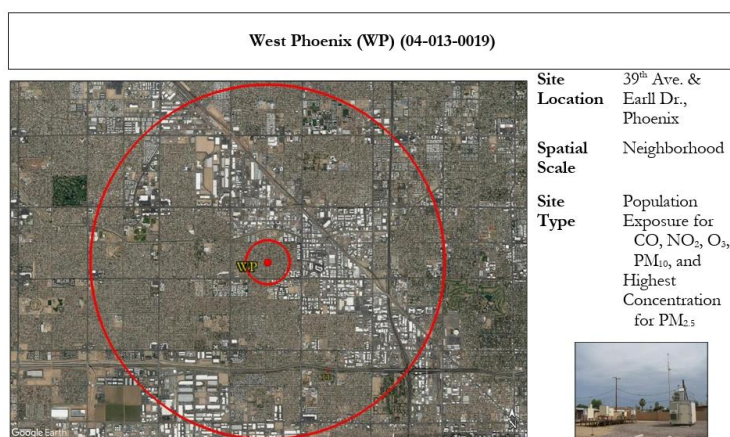 West Phoenix (WP) (04-013-0019)
WP
Google Earth
N
Site Location
39th Ave. & Earll Dr., Phoenix
Spatial Scale
Neighborhood
Site Type
Population Exposure for CO, NO₂, O₃, PM₁₀, and Highest Concentration for PM₂.₅